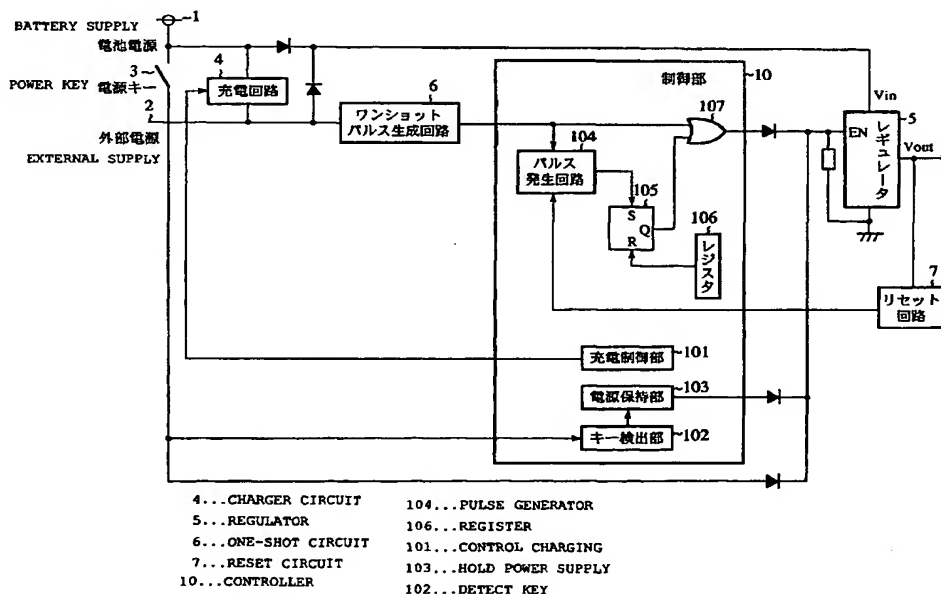 BATTERY SUPPLY
1
電池電源
3
POWER KEY 電源キー
4
充電回路
2
外部電源
EXTERNAL SUPPLY
6
ワンショット
パルス生成回路
制御部
10
107
104
パルス
発生回路
105
S
Q
R
106
レジスタ
Vin
5
EN
レギュレータ
Vout
7
リセット
回路
充電制御部
101
電源保持部
103
キー検出部
102
4...CHARGER CIRCUIT
5...REGULATOR
6...ONE-SHOT CIRCUIT
7...RESET CIRCUIT
10...CONTROLLER
104...PULSE GENERATOR
106...REGISTER
101...CONTROL CHARGING
103...HOLD POWER SUPPLY
102...DETECT KEY